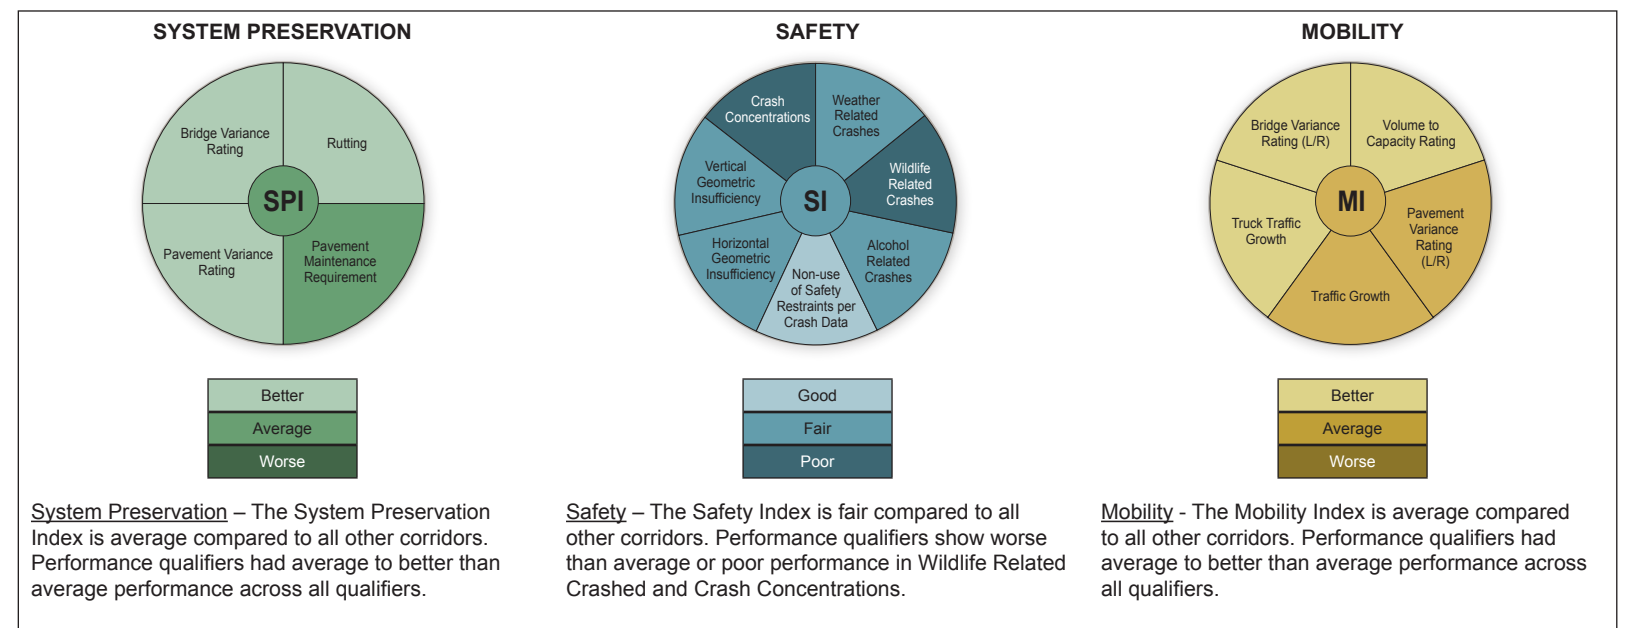 SYSTEM PRESERVATION
Bridge Variance
Rating
Rutting
SPI
Pavement Variance
Rating
Pavement
Maintenance
Requirement
Better
Average
Worse
System Preservation – The System Preservation
Index is average compared to all other corridors.
Performance qualifiers had average to better than
average performance across all qualifiers.
SAFETY
Crash
Concentrations
Weather
Related
Crashes
Vertical
Geometric
Insufficiency
Wildlife
Related
Crashes
SI
Horizontal
Geometric
Insufficiency
Alcohol
Related
Crashes
Non-use
of Safety
Restraints per
Crash Data
Good
Fair
Poor
Safety – The Safety Index is fair compared to all
other corridors. Performance qualifiers show worse
than average or poor performance in Wildlife Related
Crashed and Crash Concentrations.
MOBILITY
Bridge Variance
Rating (L/R)
Volume to
Capacity Rating
MI
Truck Traffic
Growth
Pavement
Variance
Rating
(L/R)
Traffic Growth
Better
Average
Worse
Mobility - The Mobility Index is average compared
to all other corridors. Performance qualifiers had
average to better than average performance across
all qualifiers.